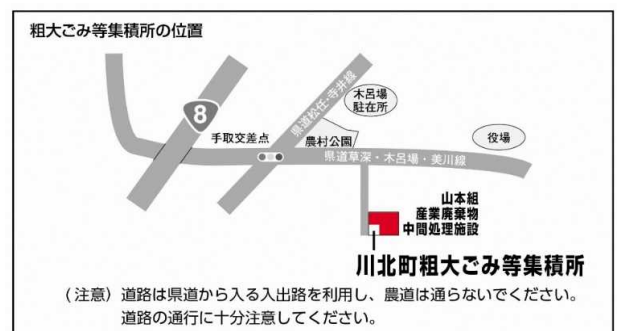 粗大ごみ等集積所の位置
8
県道松任・寺井線
木呂場
駐在所
手取交差点
農村公園
役場
県道草深・木呂場・美川線
山本組
産業廃棄物
中間処理施設
川北町粗大ごみ等集積所
(注意) 道路は県道から入る入出路を利用し、農道は通らないでください。
道路の通行に十分注意してください。